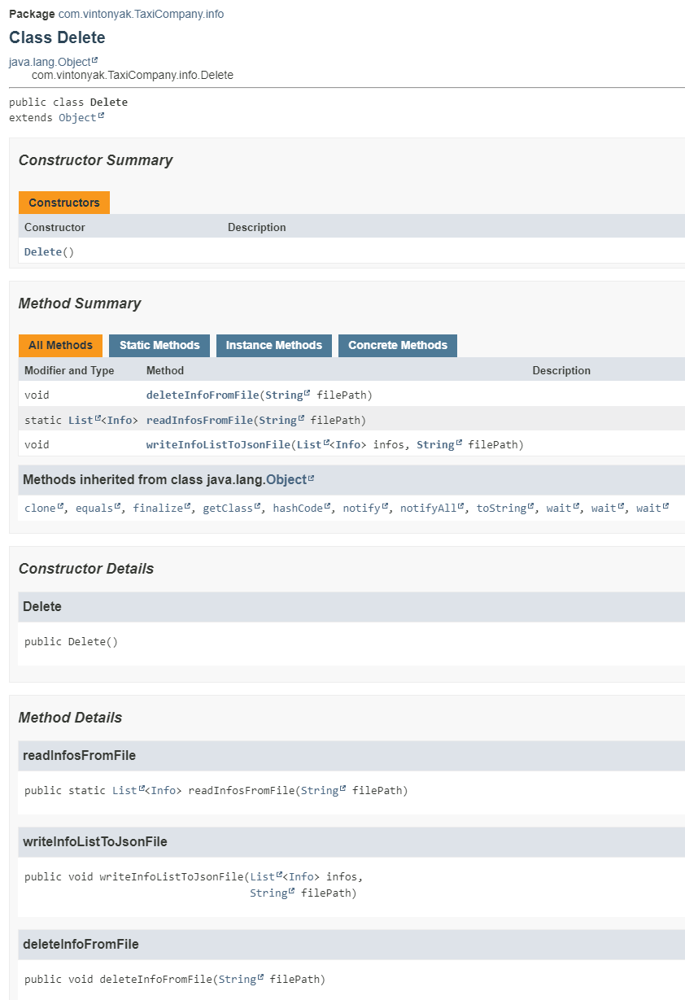 Package com.vintonyak.TaxiCompany.info
Class Delete
java.lang.Object
com.vintonyak.TaxiCompany.info.Delete
public class Delete
extends Object
Constructor Summary
Constructors
Constructor Description
Delete()
Method Summary
All Methods Static Methods Instance Methods Concrete Methods
Modifier and Type Method Description
void deleteInfoFromFile(String filePath)
static List<Info> readInfosFromFile(String filePath)
void writeInfoListToJsonFile(List<Info> infos, String filePath)
Methods inherited from class java.lang.Object
clone, equals, finalize, getClass, hashCode, notify, notifyAll, toString, wait, wait, wait
Constructor Details
Delete
public Delete()
Method Details
readInfosFromFile
public static List<Info> readInfosFromFile(String filePath)
writeInfoListToJsonFile
public void writeInfoListToJsonFile(List<Info> infos,
String filePath)
deleteInfoFromFile
public void deleteInfoFromFile(String filePath)